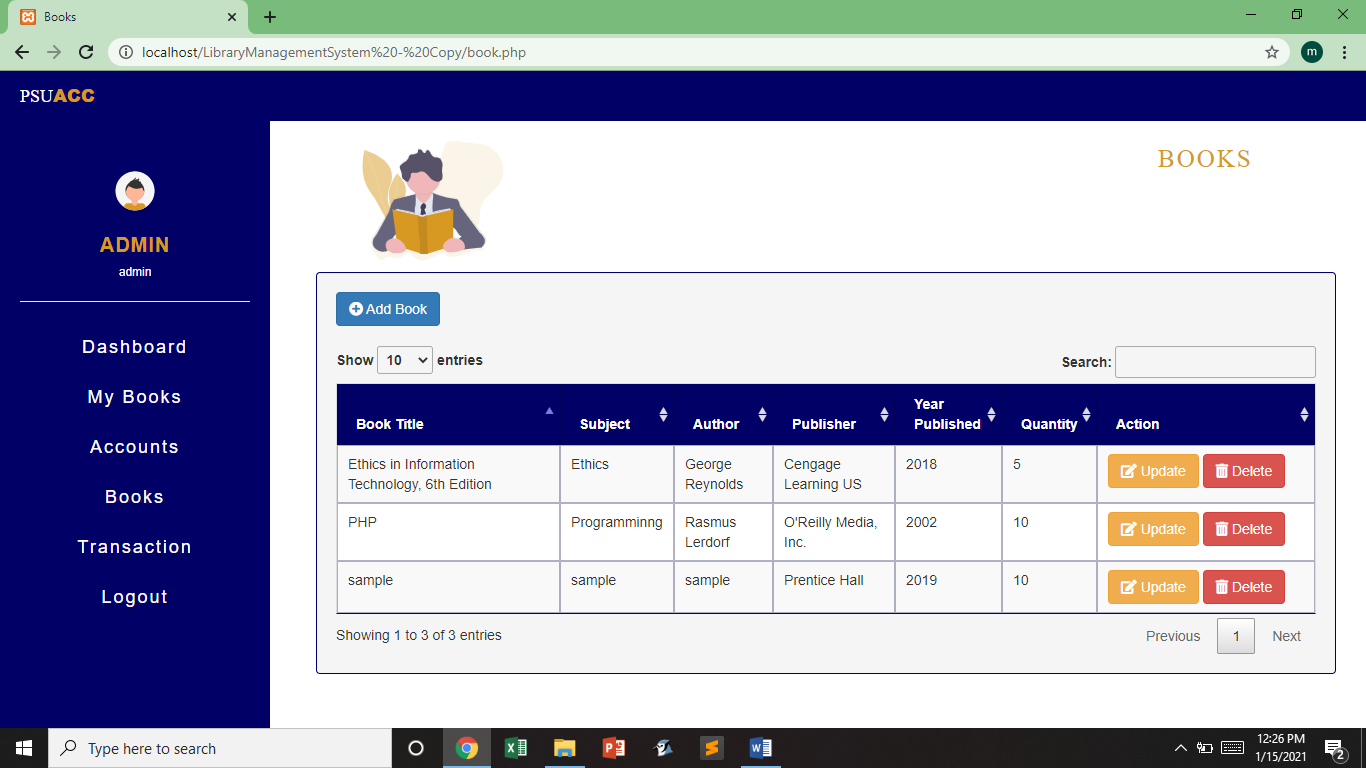 Books
localhost/LibraryManagementSystem%20-%20Copy/book.php
m
PSUACC
ADMIN
admin
Dashboard
My Books
Accounts
Books
Transaction
Logout
BOOKS
Add Book
Show 10 entries
Search:
Book Title Subject Author Publisher Year Published Quantity Action
Ethics in Information Technology, 6th Edition Ethics George Reynolds Cengage Learning US 2018 5 Update Delete
PHP Programminng Rasmus Lerdorf O'Reilly Media, Inc. 2002 10 Update Delete
sample sample sample Prentice Hall 2019 10 Update Delete
Showing 1 to 3 of 3 entries
Previous 1 Next
Type here to search
12:26 PM
1/15/2021
2